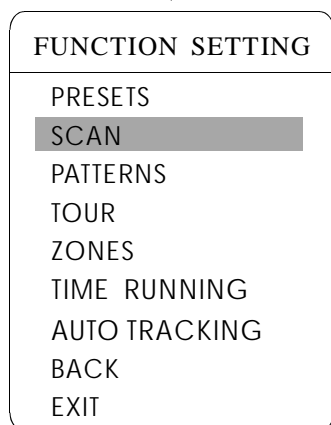 FUNCTION SETTING
PRESETS
SCAN
PATTERNS
TOUR
ZONES
TIME RUNNING
AUTO TRACKING
BACK
EXIT